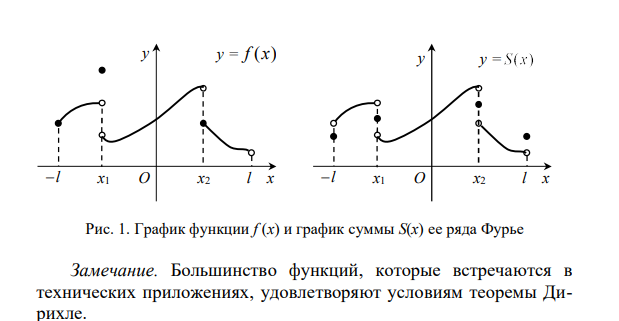 y y = f (x) y y = S(x)
–l x1 O x2 l x –l x1 O x2 l x
Рис. 1. График функции f (x) и график суммы S(x) ее ряда Фурье
Замечание. Большинство функций, которые встречаются в
технических приложениях, удовлетворяют условиям теоремы Ди-
рихле.